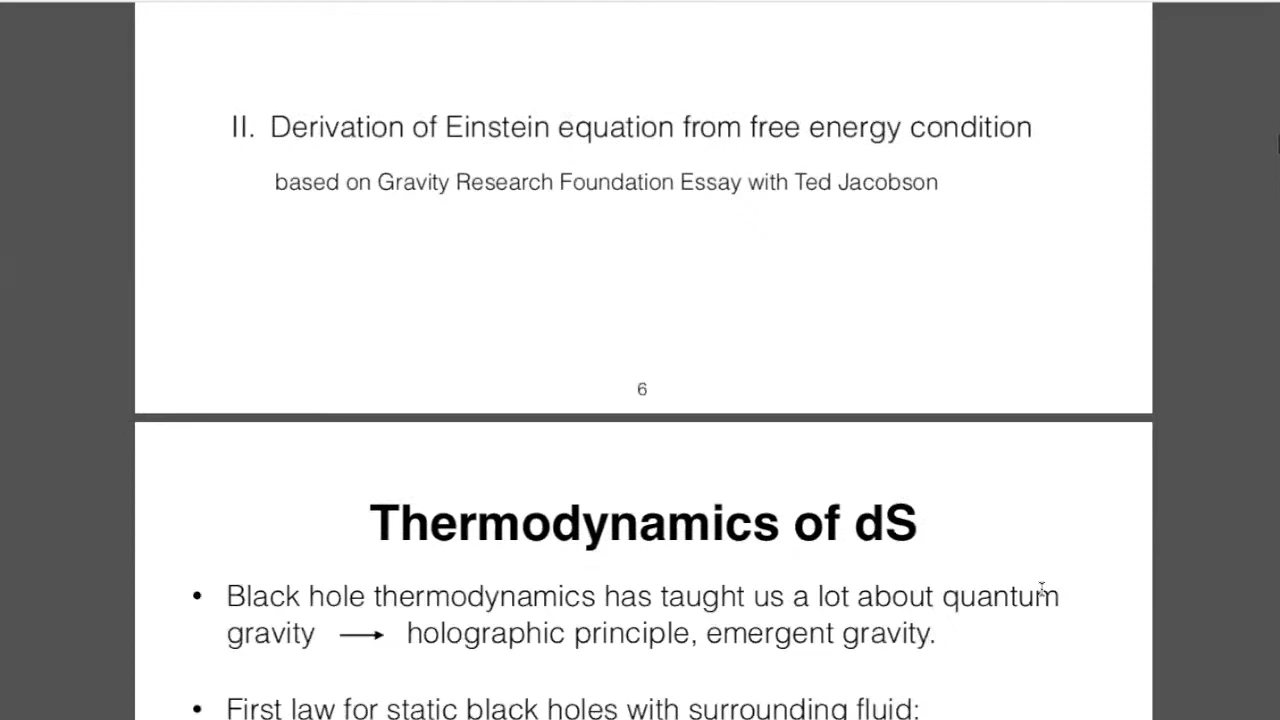 II. Derivation of Einstein equation from free energy condition
based on Gravity Research Foundation Essay with Ted Jacobson
6
Thermodynamics of dS
• Black hole thermodynamics has taught us a lot about quantum
gravity → holographic principle, emergent gravity.
• First law for static black holes with surrounding fluid: